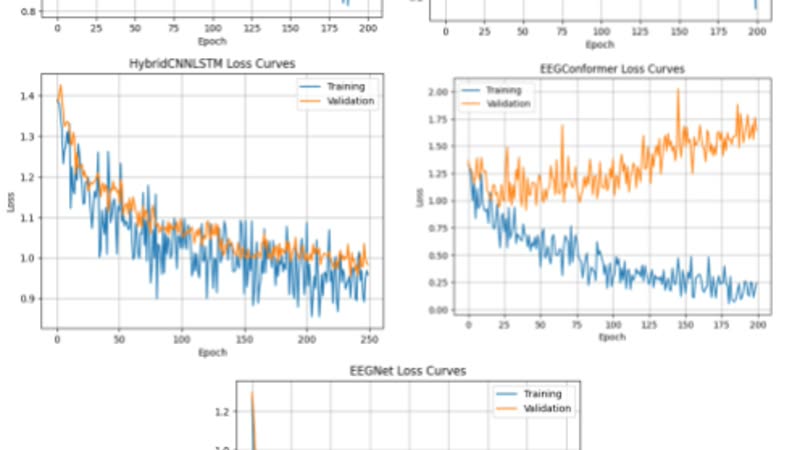 0.8
0 25 50 75 100 125 150 175 200
Epoch
0 25 50 75 100 125 150 175 200
Epoch
HybridCNNLSTM Loss Curves
Training
Validation
1.4
1.3
1.2
1.1
1.0
0.9
Loss
0 50 100 150 200 250
Epoch
EEGConformer Loss Curves
Training
Validation
2.00
1.75
1.50
1.25
1.00
0.75
0.50
0.25
0.00
Loss
0 25 50 75 100 125 150 175 200
Epoch
EEGNet Loss Curves
Training
Validation
1.2